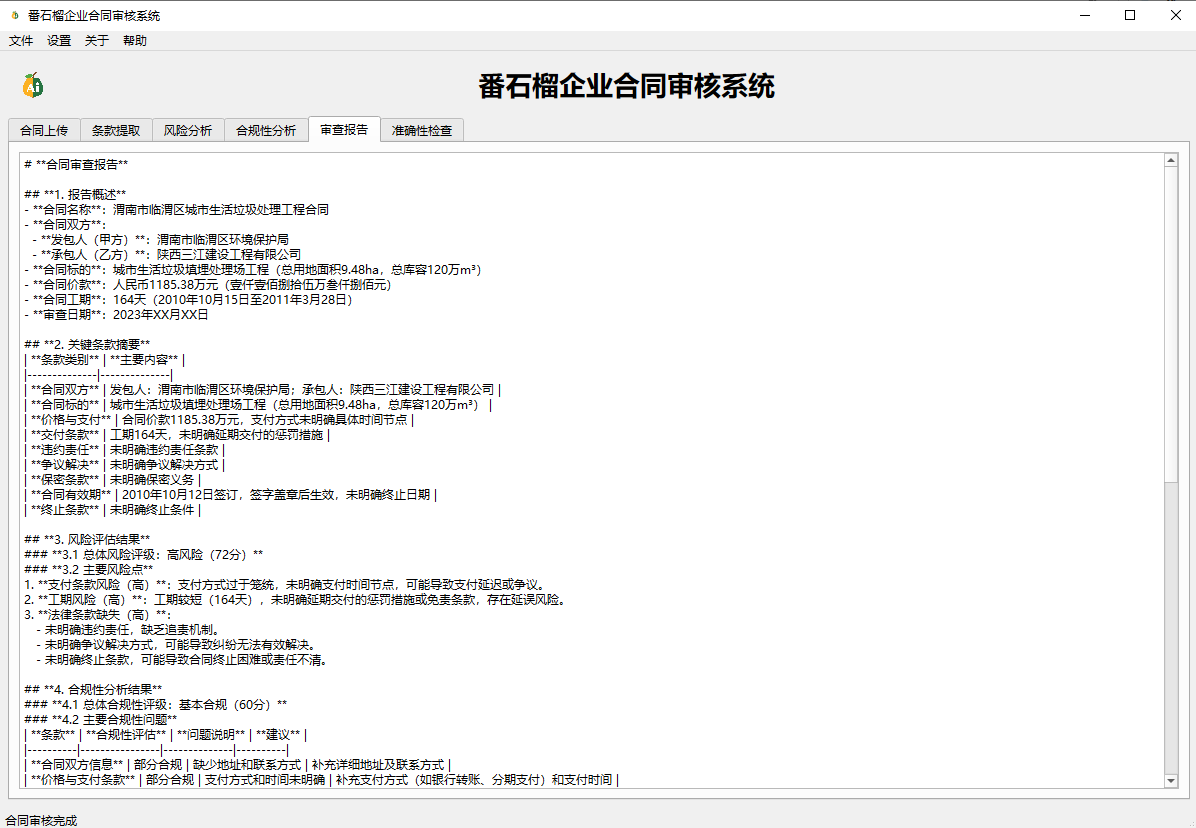 番石榴企业合同审核系统
文件 设置 关于 帮助
Ai
番石榴企业合同审核系统
合同上传 条款提取 风险分析 合规性分析 审查报告 准确性检查
# **合同审查报告**
## **1. 报告概述**
- **合同名称**：渭南市临渭区城市生活垃圾处理工程合同
- **合同双方**：
- **发包人（甲方）**：渭南市临渭区环境保护局
- **承包人（乙方）**：陕西三江建设工程有限公司
- **合同标的**：城市生活垃圾填埋处理场工程（总用地面积9.48ha，总库容120万m³）
- **合同价款**：人民币1185.38万元（壹仟壹佰捌拾伍万叁仟捌佰元）
- **合同工期**：164天（2010年10月15日至2011年3月28日）
- **审查日期**：2023年XX月XX日
## **2. 关键条款摘要**
| **条款类别** | **主要内容** |
|--------------|--------------|
| **合同双方** | 发包人：渭南市临渭区环境保护局；承包人：陕西三江建设工程有限公司 |
| **合同标的** | 城市生活垃圾填埋处理场工程（总用地面积9.48ha，总库容120万m³） |
| **价格与支付** | 合同价款1185.38万元，支付方式未明确具体时间节点 |
| **交付条款** | 工期164天，未明确延期交付的惩罚措施 |
| **违约责任** | 未明确违约责任条款 |
| **争议解决** | 未明确争议解决方式 |
| **保密条款** | 未明确保密义务 |
| **合同有效期** | 2010年10月12日签订，签字盖章后生效，未明确终止日期 |
| **终止条款** | 未明确终止条件 |
## **3. 风险评估结果**
### **3.1 总体风险评级：高风险（72分）**
### **3.2 主要风险点**
1. **支付条款风险（高）**：支付方式过于笼统，未明确支付时间节点，可能导致支付延迟或争议。
2. **工期风险（高）**：工期较短（164天），未明确延期交付的惩罚措施或免责条款，存在延误风险。
3. **法律条款缺失（高）**：
- 未明确违约责任，缺乏追责机制。
- 未明确争议解决方式，可能导致纠纷无法有效解决。
- 未明确终止条款，可能导致合同终止困难或责任不清。
## **4. 合规性分析结果**
### **4.1 总体合规性评级：基本合规（60分）**
### **4.2 主要合规性问题**
| **条款** | **合规性评估** | **问题说明** | **建议** |
|----------|----------------|--------------|----------|
| **合同双方信息** | 部分合规 | 缺少地址和联系方式 | 补充详细地址及联系方式 |
| **价格与支付条款** | 部分合规 | 支付方式和时间未明确 | 补充支付方式（如银行转账、分期支付）和支付时间 |
合同审核完成